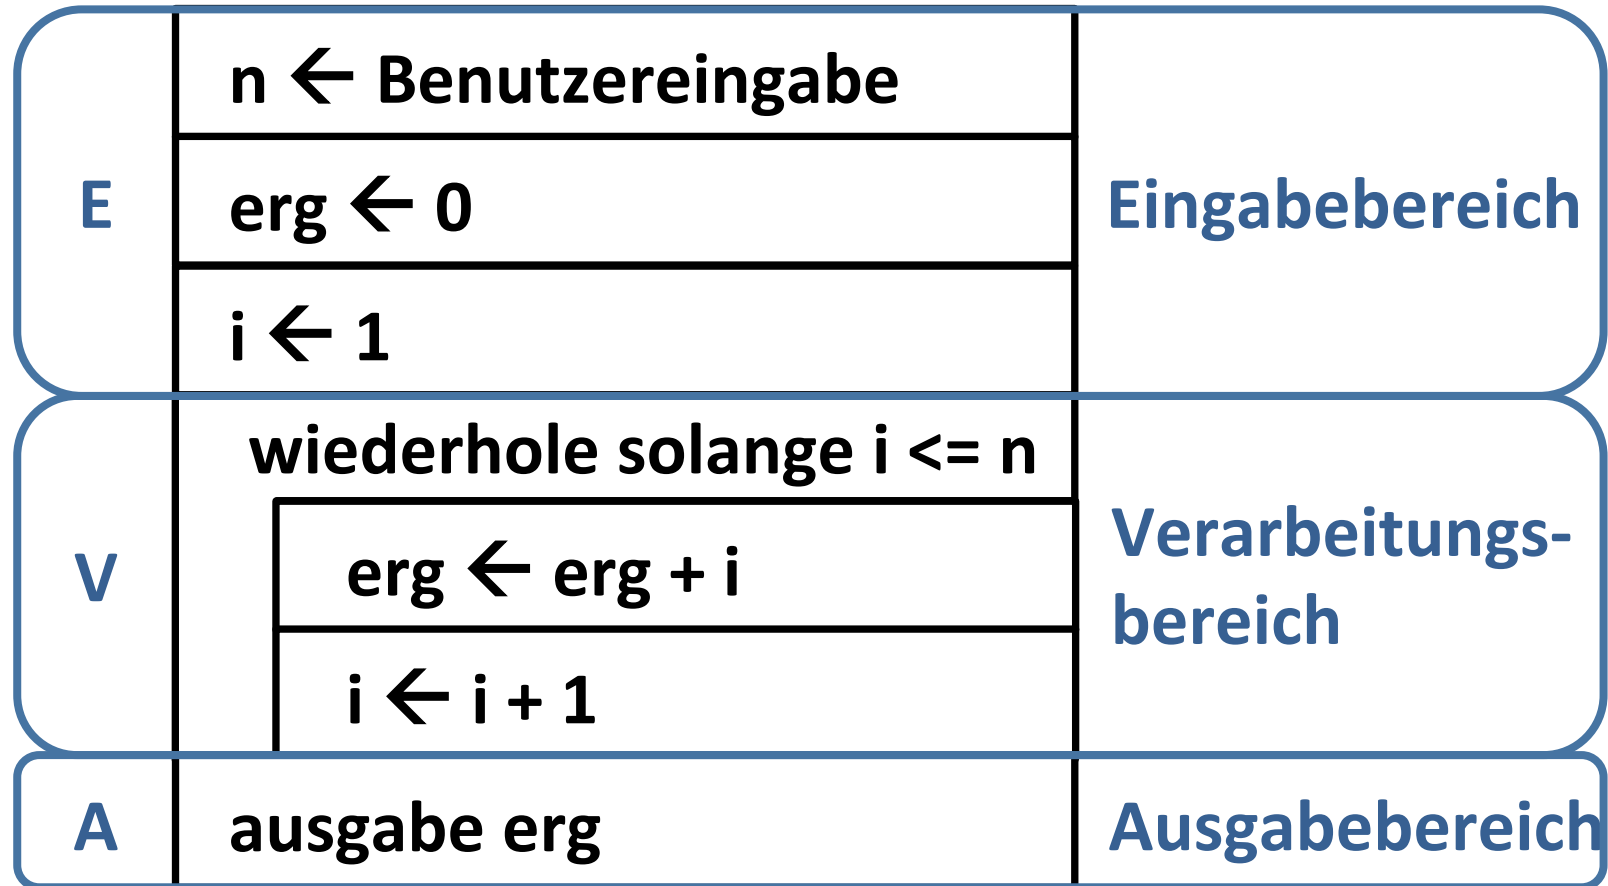 n ← Benutzereingabe
E
erg ← 0
Eingabebereich
i ← 1
wiederhole solange i <= n
V
erg ← erg + i
Verarbeitungs-
bereich
i ← i + 1
A
ausgabe erg
Ausgabebereich